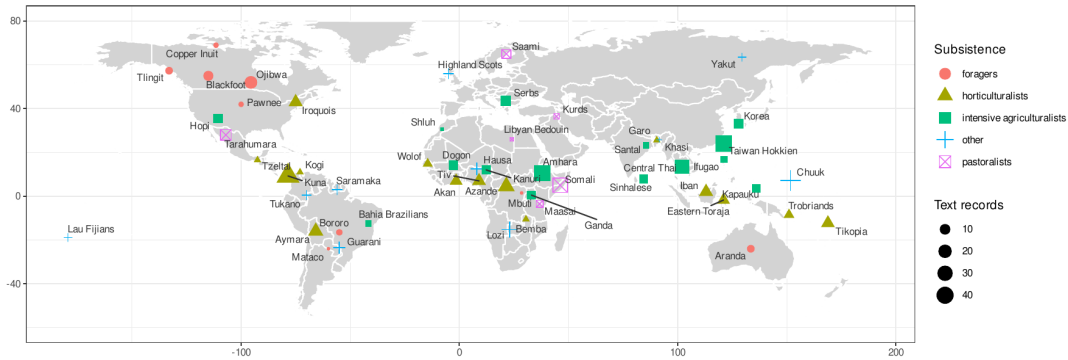 80
40
0
-40
-100
0
100
200
Copper Inuit
Tlingit
Blackfoot
Ojibwa
Pawnee
Iroquois
Hopi
Tarahumara
Tzeltal
Kogi
Kuna
Saramaka
Tukano
Bahia Brazilians
Bororo
Aymara
Guarani
Mataco
Lau Fijians
Saami
Highland Scots
Serbs
Kurds
Shluh
Libyan Bedouin
Wolof
Dogon
Hausa
Amhara
Tiv
Kanuri
Somali
Akan
Azande
Mbuti
Maasai
Ganda
Lozi
Bemba
Yakut
Korea
Garo
Khasi
Santal
Taiwan Hokkien
Central Thai
Ifugao
Sinhalese
Iban
Kapauku
Eastern Toraja
Chuuk
Trobriands
Tikopia
Aranda
Subsistence
foragers
horticulturalists
intensive agriculturalists
other
pastoralists
Text records
10
20
30
40